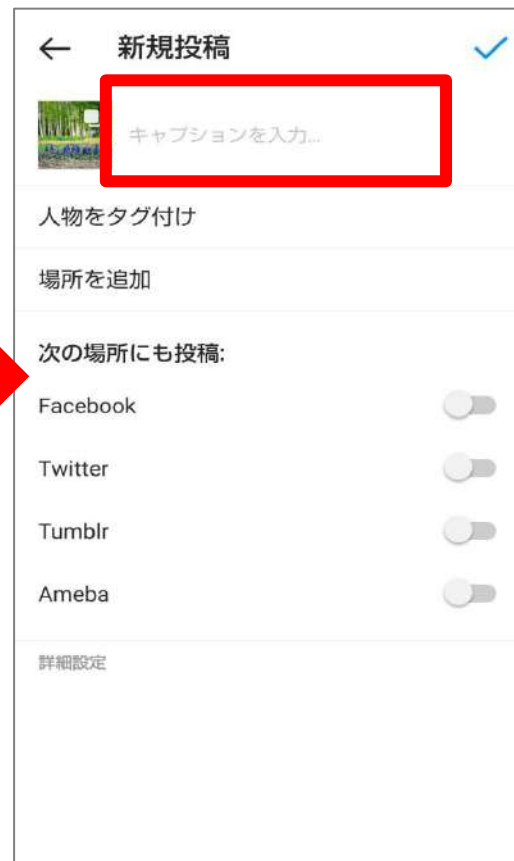 新規投稿
キャプションを入力...
人物をタグ付け
場所を追加
次の場所にも投稿:
Facebook
Twitter
Tumblr
Ameba
詳細設定